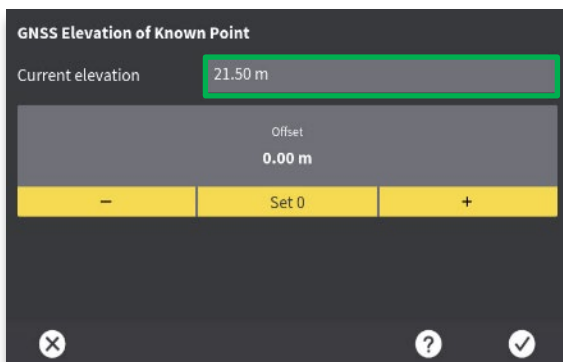 GNSS Elevation of Known Point
Current elevation 21.50 m
Offset
0.00 m
− Set 0 +
?